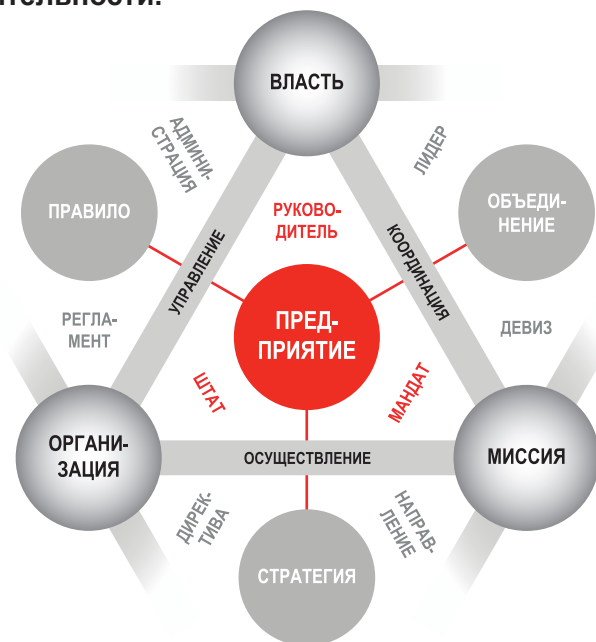 ВЛАСТЬ
АДМИНИ-
СТРАЦИЯ
ЛИДЕР
ПРАВИЛО
РУКОВО-
ДИТЕЛЬ
ОБЪЕДИ-
НЕНИЕ
УПРАВЛЕНИЕ
КООРДИНАЦИЯ
РЕГЛА-
МЕНТ
ПРЕД-
ПРИЯТИЕ
ДЕВИЗ
ШТАТ
МАНДАТ
ОРГАНИ-
ЗАЦИЯ
ОСУЩЕСТВЛЕНИЕ
МИССИЯ
ДИРЕК-
ТИВА
НАПРАВ-
ЛЕНИЕ
СТРАТЕГИЯ